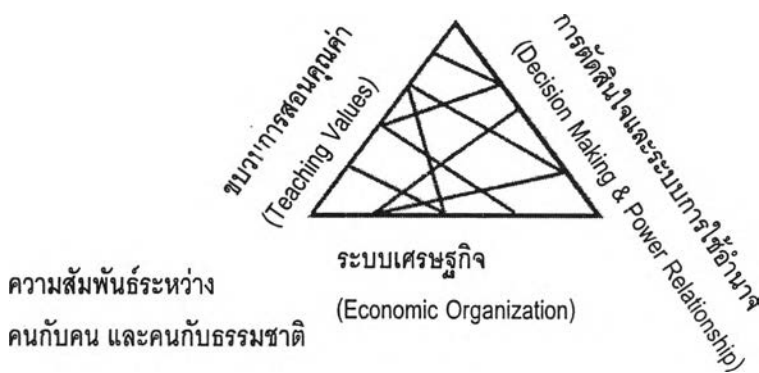 ขบวนการสอนคุณค่า
(Teaching Values)
การตัดสินใจและระบบการใช้อำนาจ
(Decision Making & Power Relationship)
ระบบเศรษฐกิจ
(Economic Organization)
ความสัมพันธ์ระหว่าง
คนกับคน และคนกับธรรมชาติ